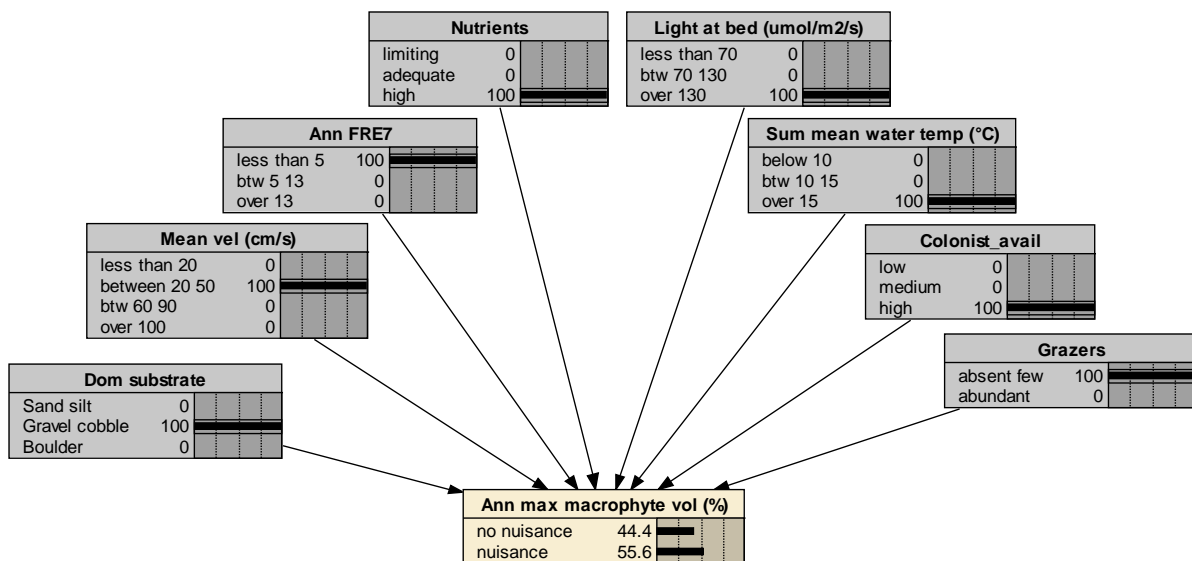 Nutrients
limiting 0
adequate 0
high 100
Light at bed (umol/m2/s)
less than 70 0
btw 70 130 0
over 130 100
Ann FRE7
less than 5 100
btw 5 13 0
over 13 0
Sum mean water temp (°C)
below 10 0
btw 10 15 0
over 15 100
Mean vel (cm/s)
less than 20 0
between 20 50 100
btw 60 90 0
over 100 0
Colonist_avail
low 0
medium 0
high 100
Dom substrate
Sand silt 0
Gravel cobble 100
Boulder 0
Grazers
absent few 100
abundant 0
Ann max macrophyte vol (%)
no nuisance 44.4
nuisance 55.6